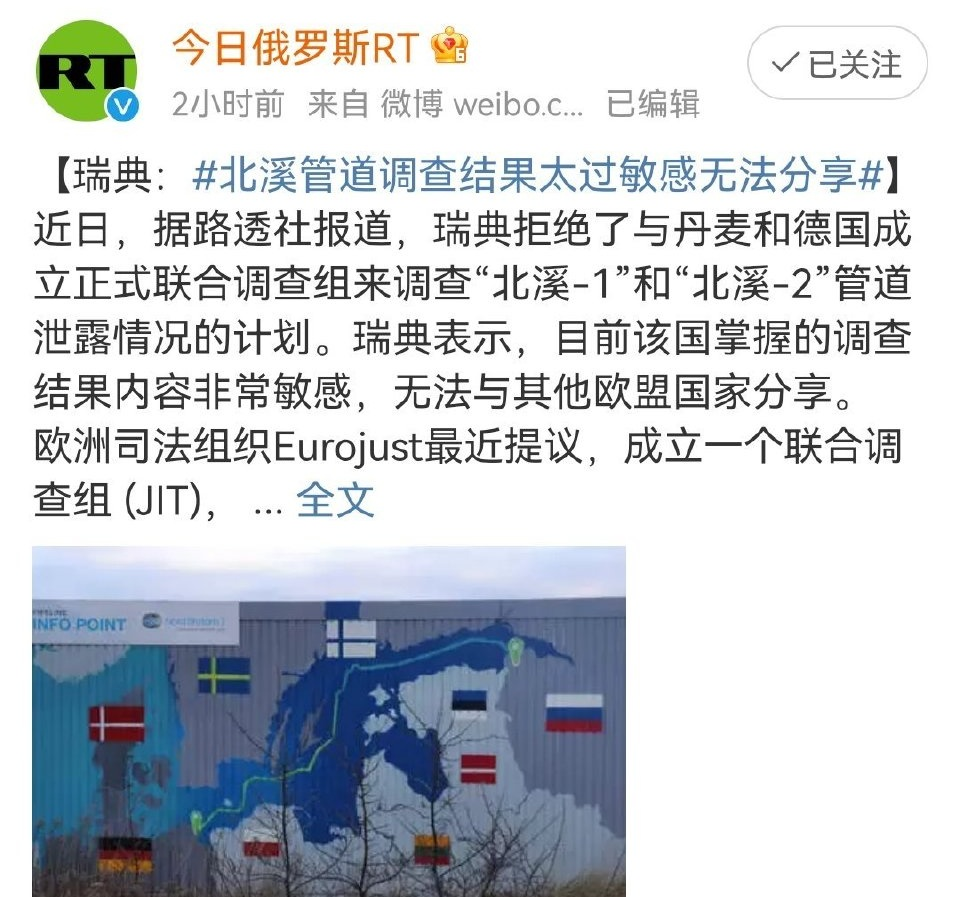 RT
今日俄罗斯RT
已关注
2小时前 来自 微博 weibo.c... 已编辑
【瑞典：#北溪管道调查结果太过敏感无法分享#】
近日，据路透社报道，瑞典拒绝了与丹麦和德国成
立正式联合调查组来调查“北溪-1”和“北溪-2”管道
泄露情况的计划。瑞典表示，目前该国掌握的调查
结果内容非常敏感，无法与其他欧盟国家分享。
欧洲司法组织Eurojust最近提议，成立一个联合调
查组 (JIT)， ... 全文
INFO POINT